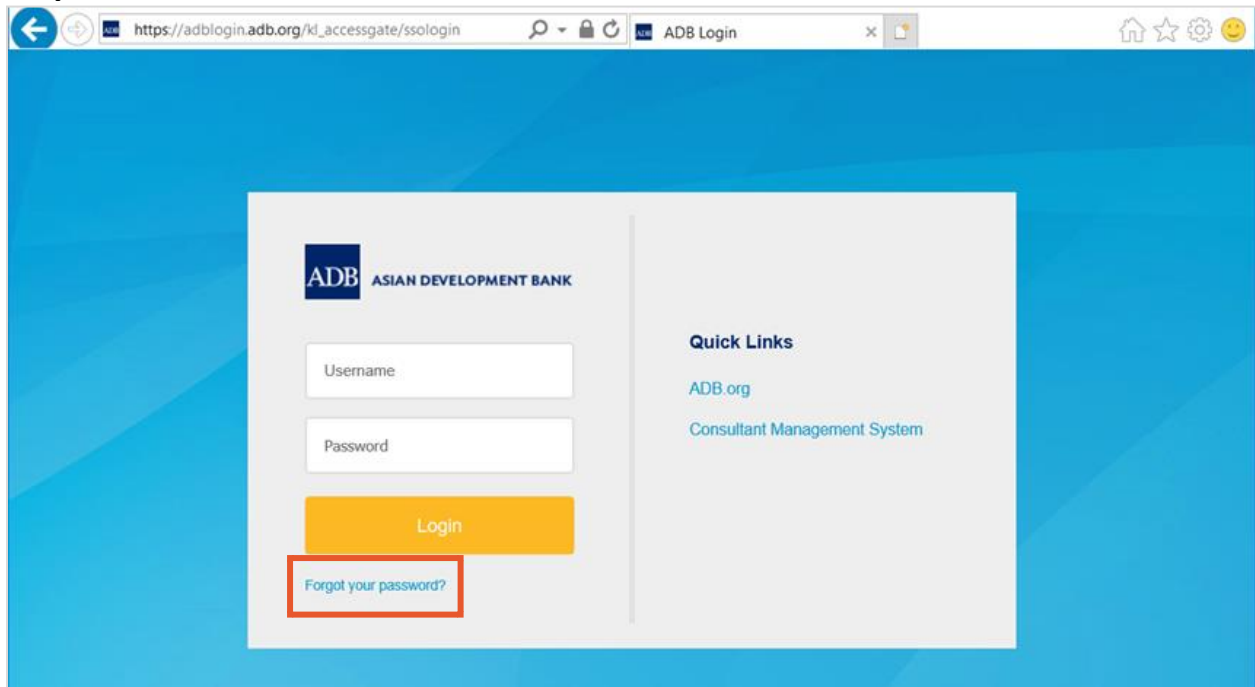 https://adblogin.adb.org/kl_accessgate/ssologin
ADB Login
ADB ASIAN DEVELOPMENT BANK
Username
Password
Login
Forgot your password?
Quick Links
ADB.org
Consultant Management System